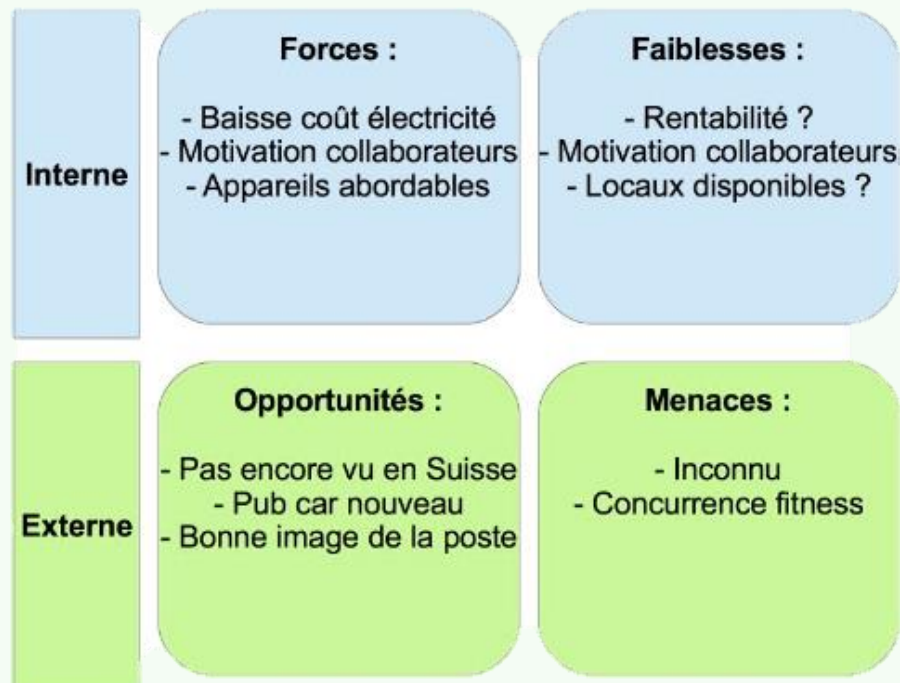 Interne
Forces :
- Baisse coût électricité
- Motivation collaborateurs
- Appareils abordables
Faiblesses :
- Rentabilité ?
- Motivation collaborateurs
- Locaux disponibles ?
Externe
Opportunités :
- Pas encore vu en Suisse
- Pub car nouveau
- Bonne image de la poste
Menaces :
- Inconnu
- Concurrence fitness